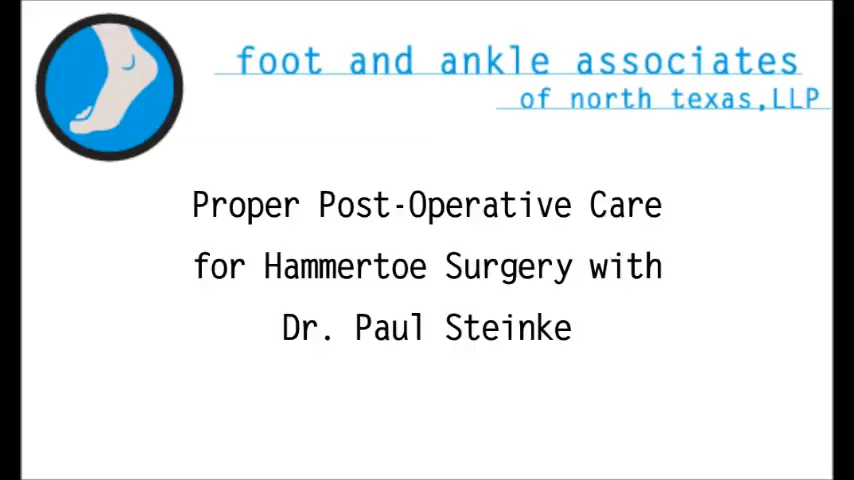 foot and ankle associates
of north texas,LLP
Proper Post-Operative Care
for Hammertoe Surgery with
Dr. Paul Steinke